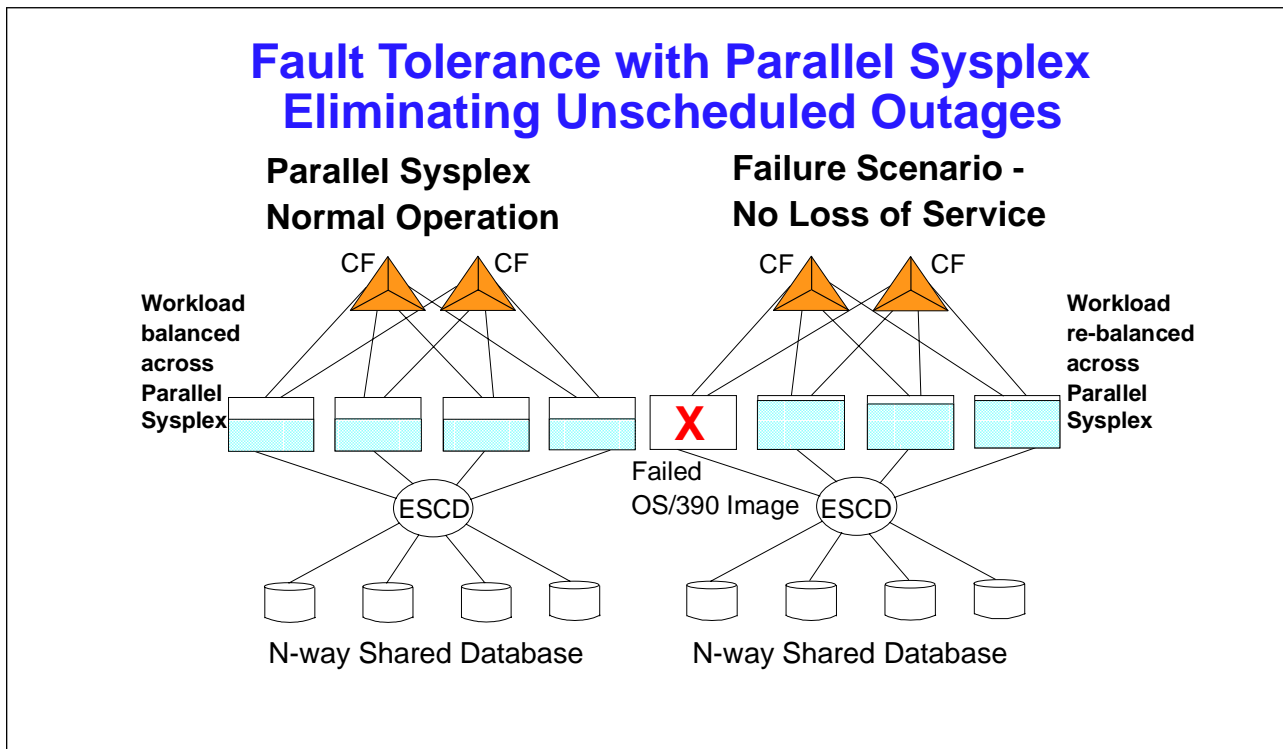 Fault Tolerance with Parallel Sysplex
Eliminating Unscheduled Outages
Parallel Sysplex
Normal Operation
CF
CF
Workload
balanced
across
Parallel
Sysplex
ESCD
N-way Shared Database
Failure Scenario -
No Loss of Service
CF
CF
Workload
re-balanced
across
Parallel
Sysplex
X
Failed
OS/390 Image
ESCD
N-way Shared Database